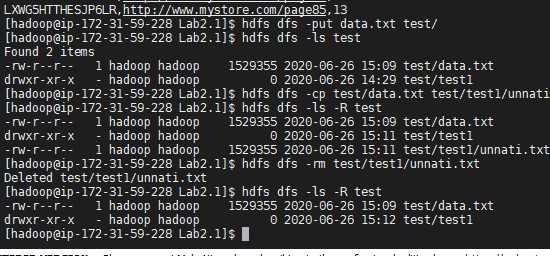 LXWG5HTTHESJP6LR,http://www.mystore.com/page85,13
[hadoop@ip-172-31-59-228 Lab2.1]$ hdfs dfs -put data.txt test/
[hadoop@ip-172-31-59-228 Lab2.1]$ hdfs dfs -ls test
Found 2 items
-rw-r--r-- 1 hadoop hadoop 1529355 2020-06-26 15:09 test/data.txt
drwxr-xr-x - hadoop hadoop 0 2020-06-26 14:29 test/test1
[hadoop@ip-172-31-59-228 Lab2.1]$ hdfs dfs -cp test/data.txt test/test1/unnati
[hadoop@ip-172-31-59-228 Lab2.1]$ hdfs dfs -ls -R test
-rw-r--r-- 1 hadoop hadoop 1529355 2020-06-26 15:09 test/data.txt
drwxr-xr-x - hadoop hadoop 0 2020-06-26 15:11 test/test1
-rw-r--r-- 1 hadoop hadoop 1529355 2020-06-26 15:11 test/test1/unnati.tx
[hadoop@ip-172-31-59-228 Lab2.1]$ hdfs dfs -rm test/test1/unnati.txt
Deleted test/test1/unnati.txt
[hadoop@ip-172-31-59-228 Lab2.1]$ hdfs dfs -ls -R test
-rw-r--r-- 1 hadoop hadoop 1529355 2020-06-26 15:09 test/data.txt
drwxr-xr-x - hadoop hadoop 0 2020-06-26 15:12 test/test1
[hadoop@ip-172-31-59-228 Lab2.1]$